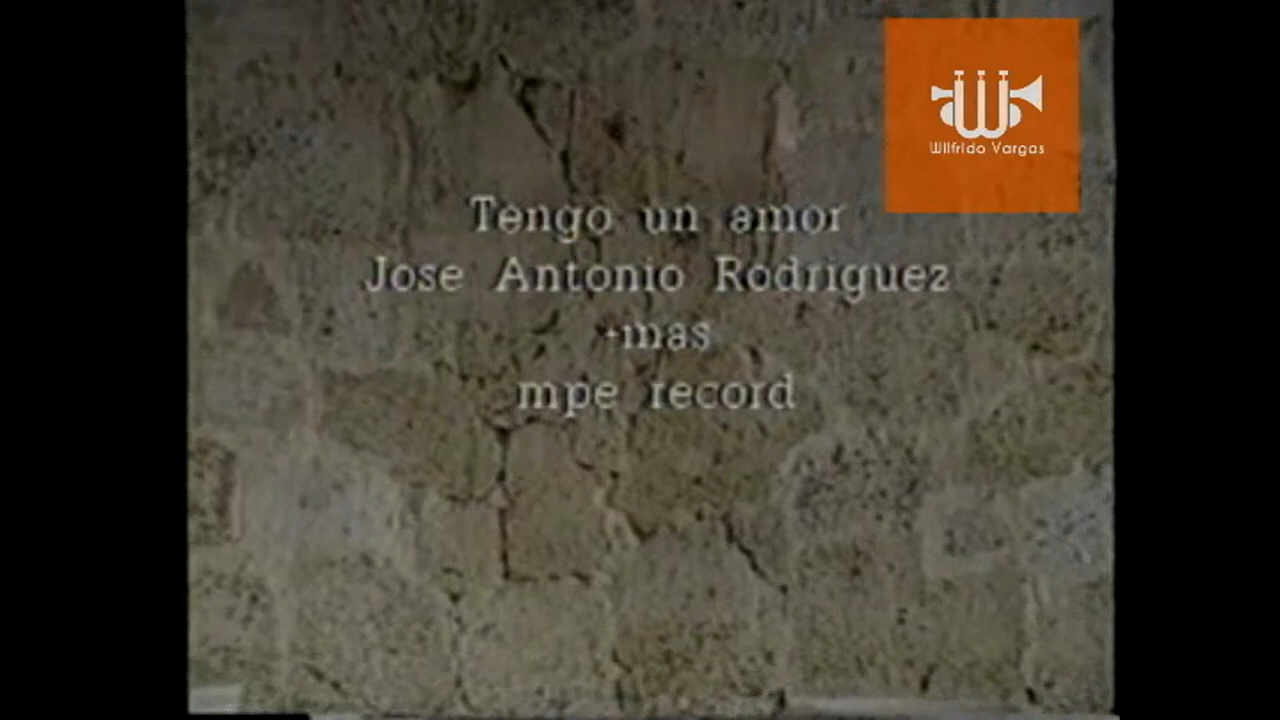 Wilfrido Vargas
Tengo un amor
Jose Antonio Rodriguez
+mas
mpe record